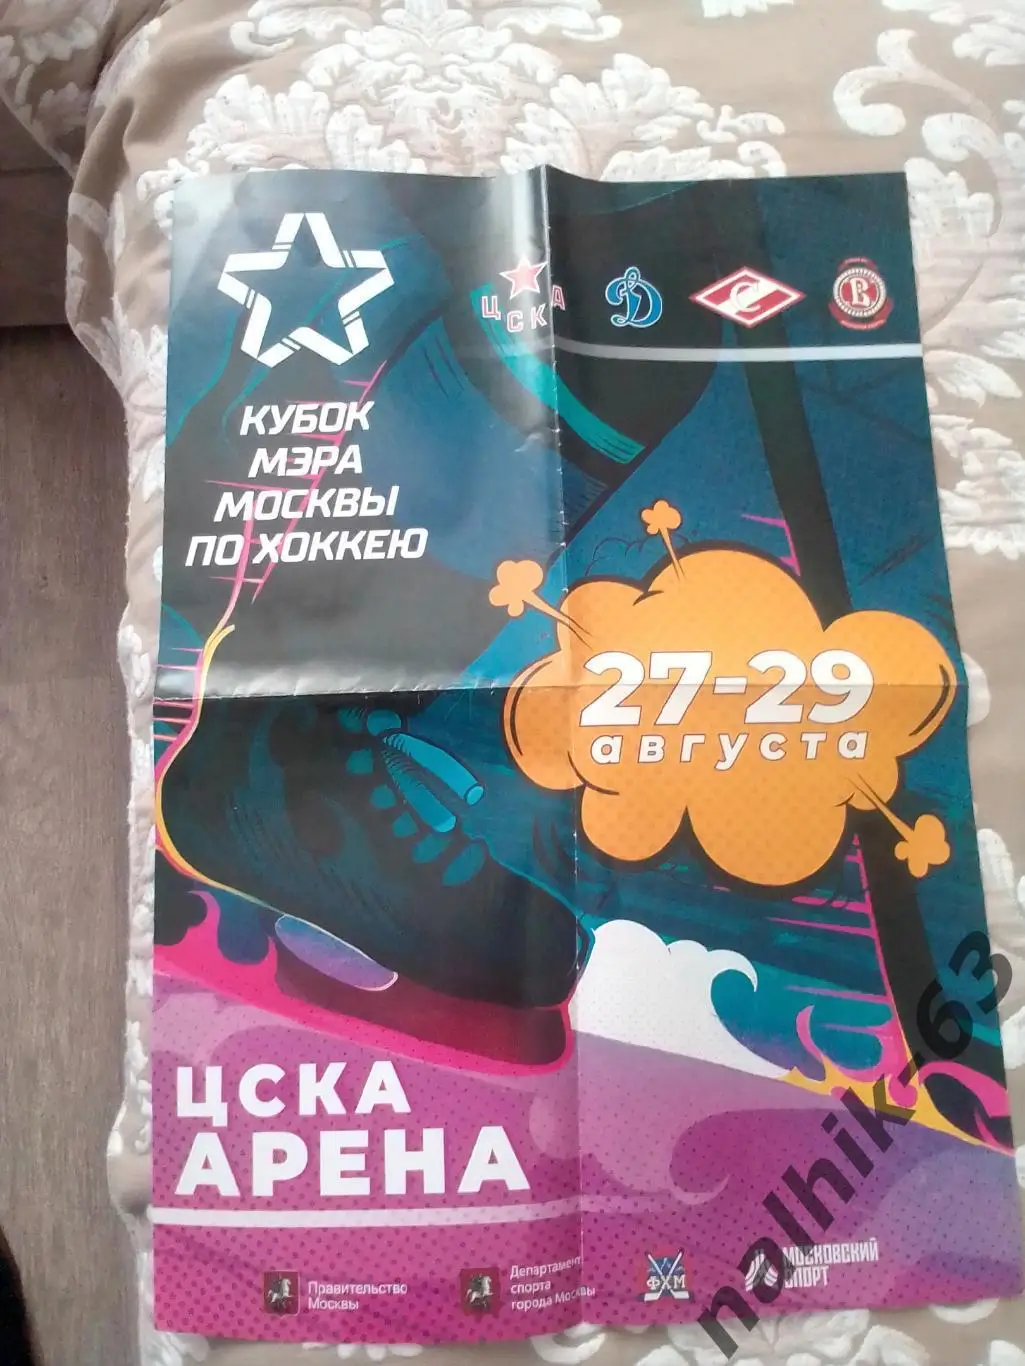 ЦСКА
Д
С
В
КУБОК
МЭРА
МОСКВЫ
ПО ХОККЕЮ
27-29
августа
ЦСКА
АРЕНА
Правительство
Москвы
Департамент
спорта
города Москвы
ФХМ
МОСКОВСКИЙ
СПОРТ
nalhik-63